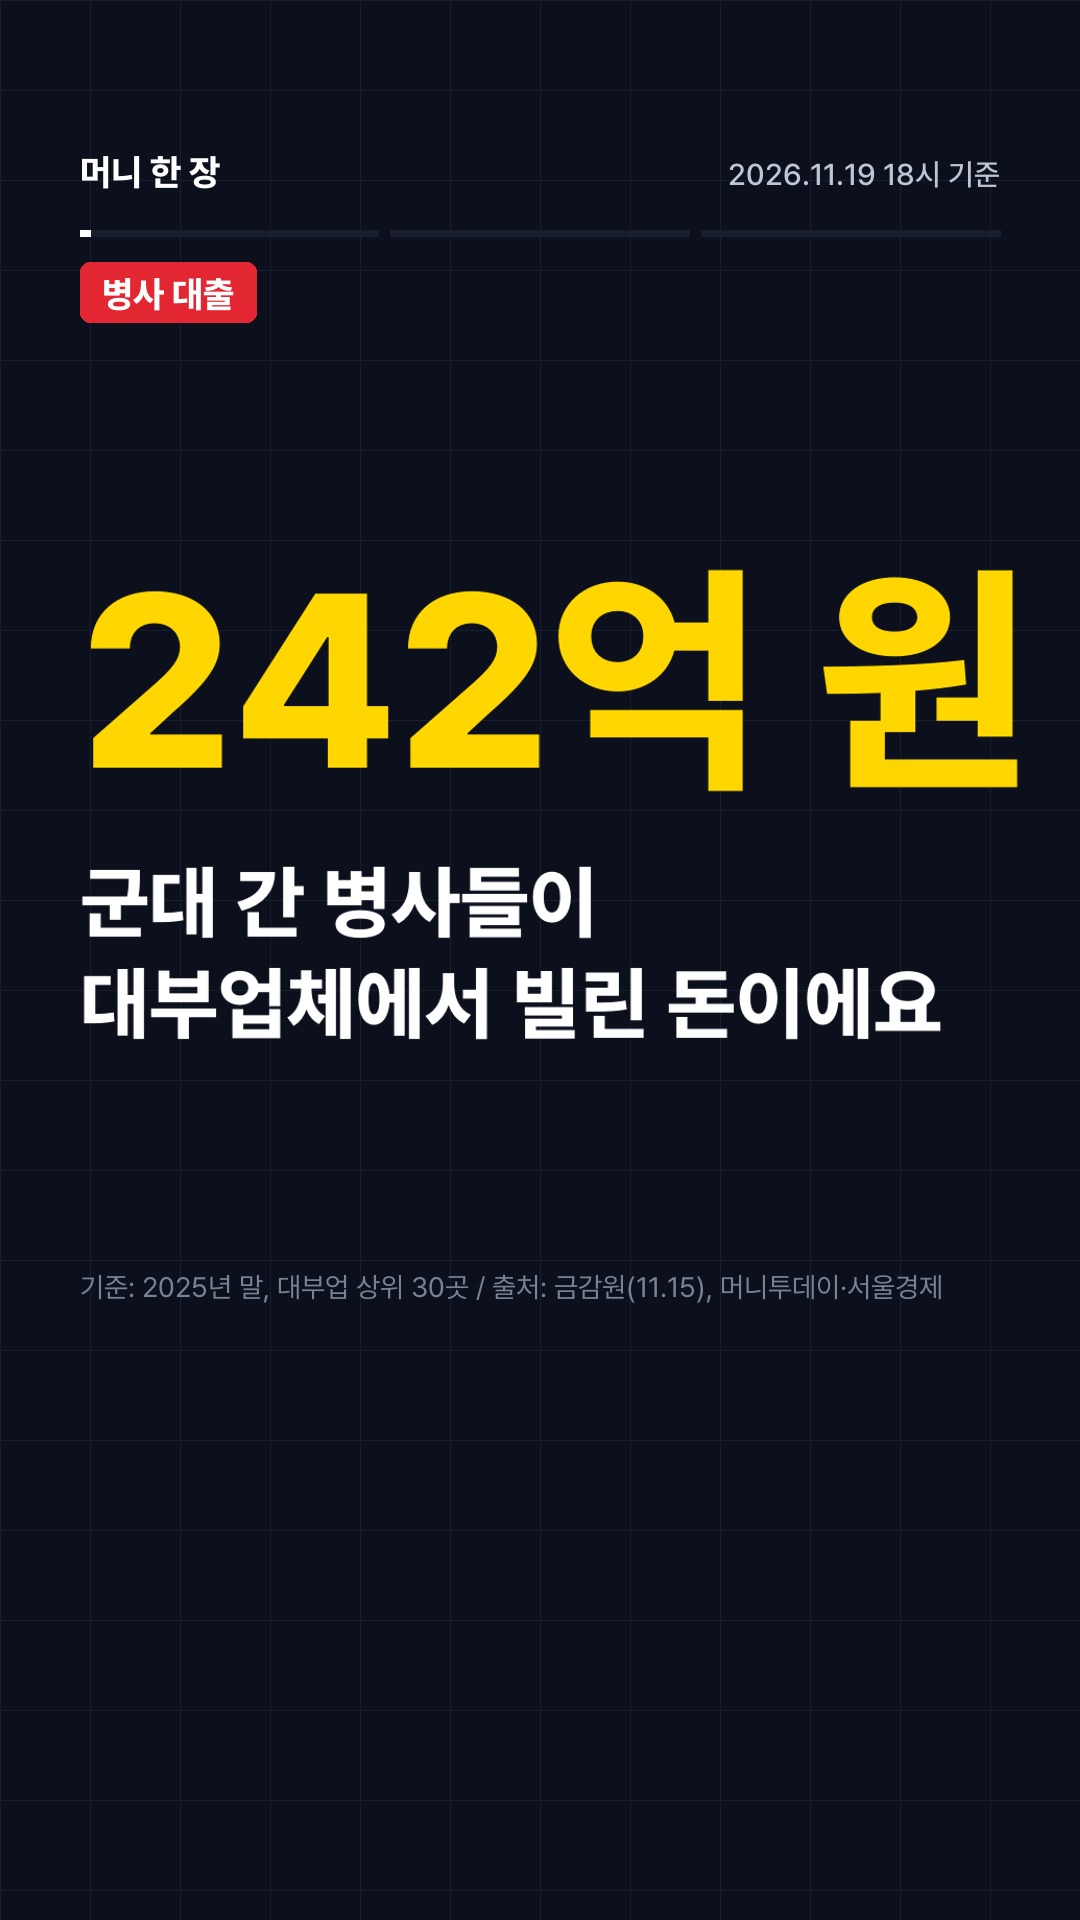 머니 한 장
2026.11.19 18시 기준
병사 대출
242억 원
군대 간 병사들이
대부업체에서 빌린 돈이에요
기준: 2025년 말, 대부업 상위 30곳 / 출처: 금감원(11.15), 머니투데이·서울경제